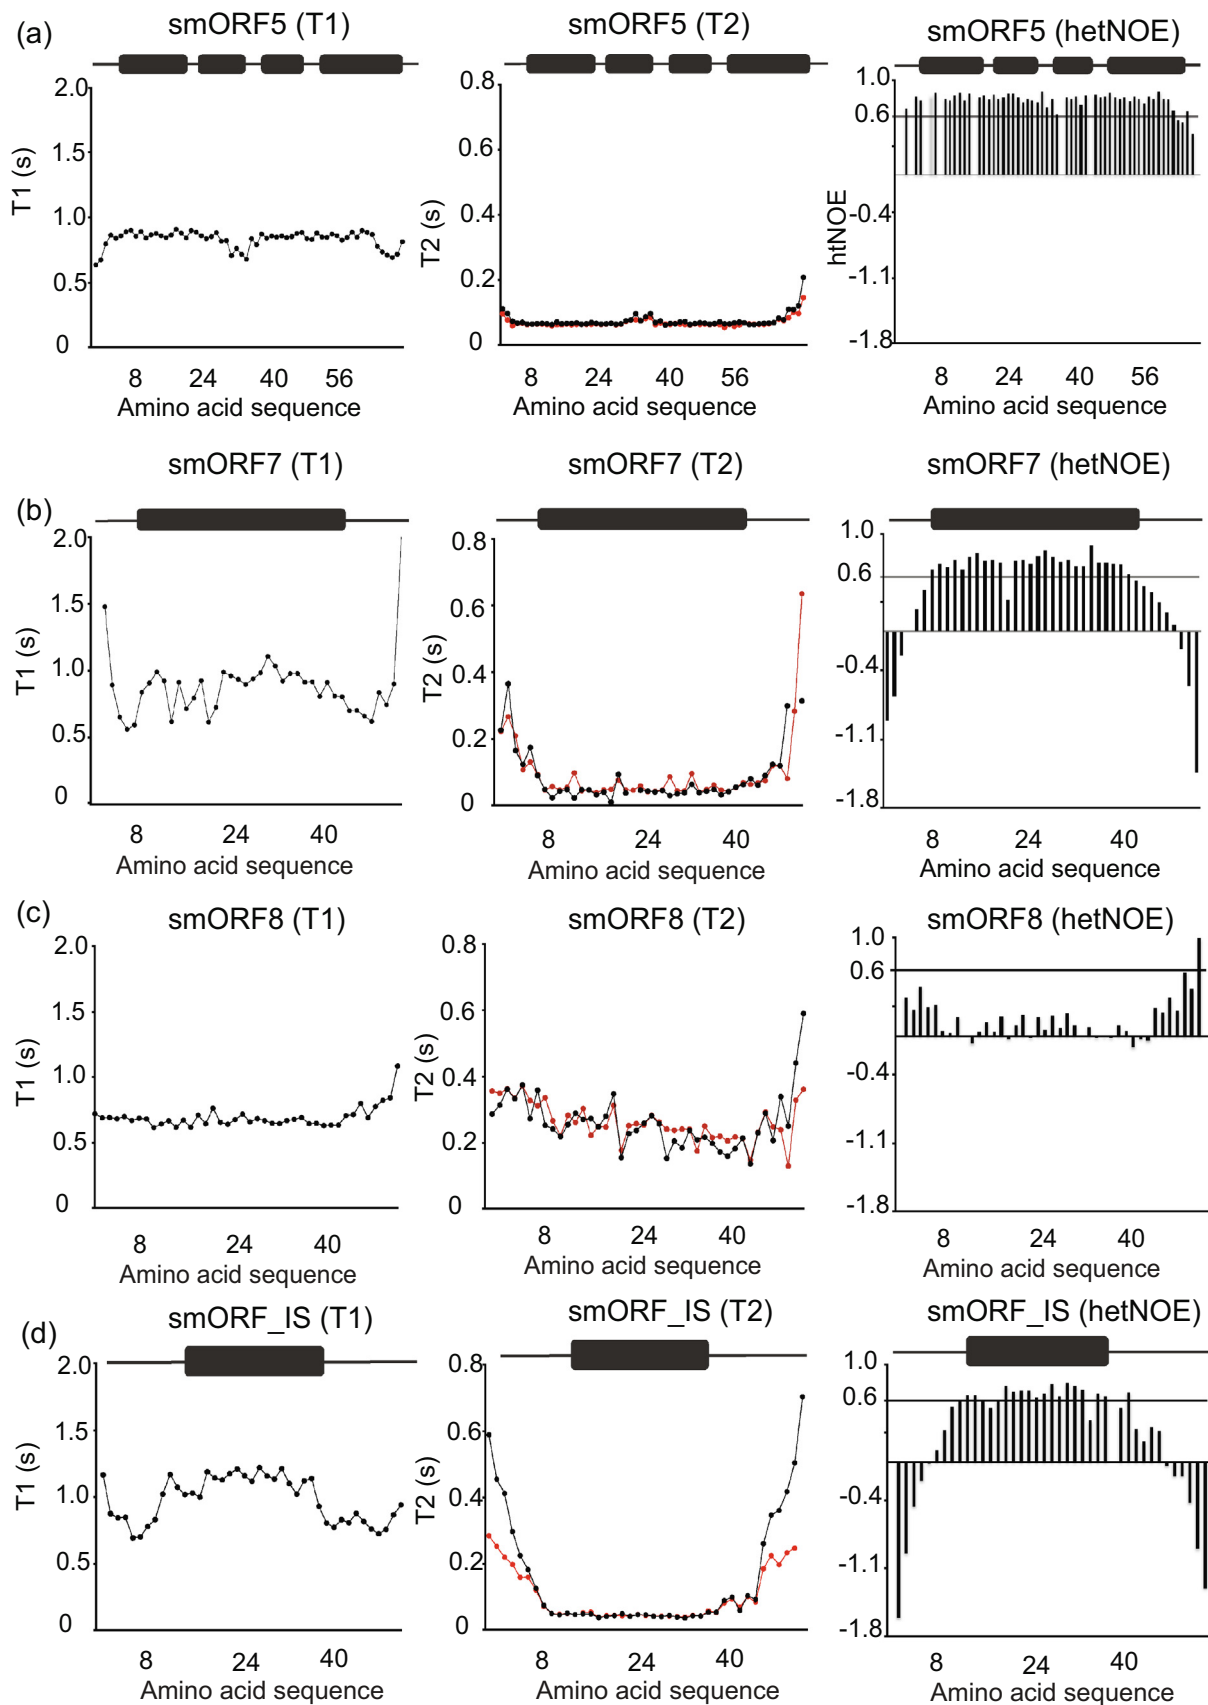 (a)
smORF5 (T1)
smORF5 (T2)
smORF5 (hetNOE)
2.0
1.5
1.0
0.5
0
T1 (s)
8 24 40 56
Amino acid sequence
0.8
0.6
0.4
0.2
0
T2 (s)
8 24 40 56
Amino acid sequence
1.0
0.6
-0.4
-1.1
-1.8
htNOE
8 24 40 56
Amino acid sequence
(b)
smORF7 (T1)
smORF7 (T2)
smORF7 (hetNOE)
2.0
1.5
1.0
0.5
0
T1 (s)
8 24 40
Amino acid sequence
0.8
0.6
0.4
0.2
0
T2 (s)
8 24 40
Amino acid sequence
1.0
0.6
-0.4
-1.1
-1.8
8 24 40
Amino acid sequence
(c)
smORF8 (T1)
smORF8 (T2)
smORF8 (hetNOE)
2.0
1.5
1.0
0.5
0
T1 (s)
8 24 40
Amino acid sequence
0.8
0.6
0.4
0.2
0
T2 (s)
8 24 40
Amino acid sequence
1.0
0.6
-0.4
-1.1
-1.8
8 24 40
Amino acid sequence
(d)
smORF_IS (T1)
smORF_IS (T2)
smORF_IS (hetNOE)
2.0
1.5
1.0
0.5
0
T1 (s)
8 24 40
Amino acid sequence
0.8
0.6
0.4
0.2
0
T2 (s)
8 24 40
Amino acid sequence
1.0
0.6
-0.4
-1.1
-1.8
8 24 40
Amino acid sequence